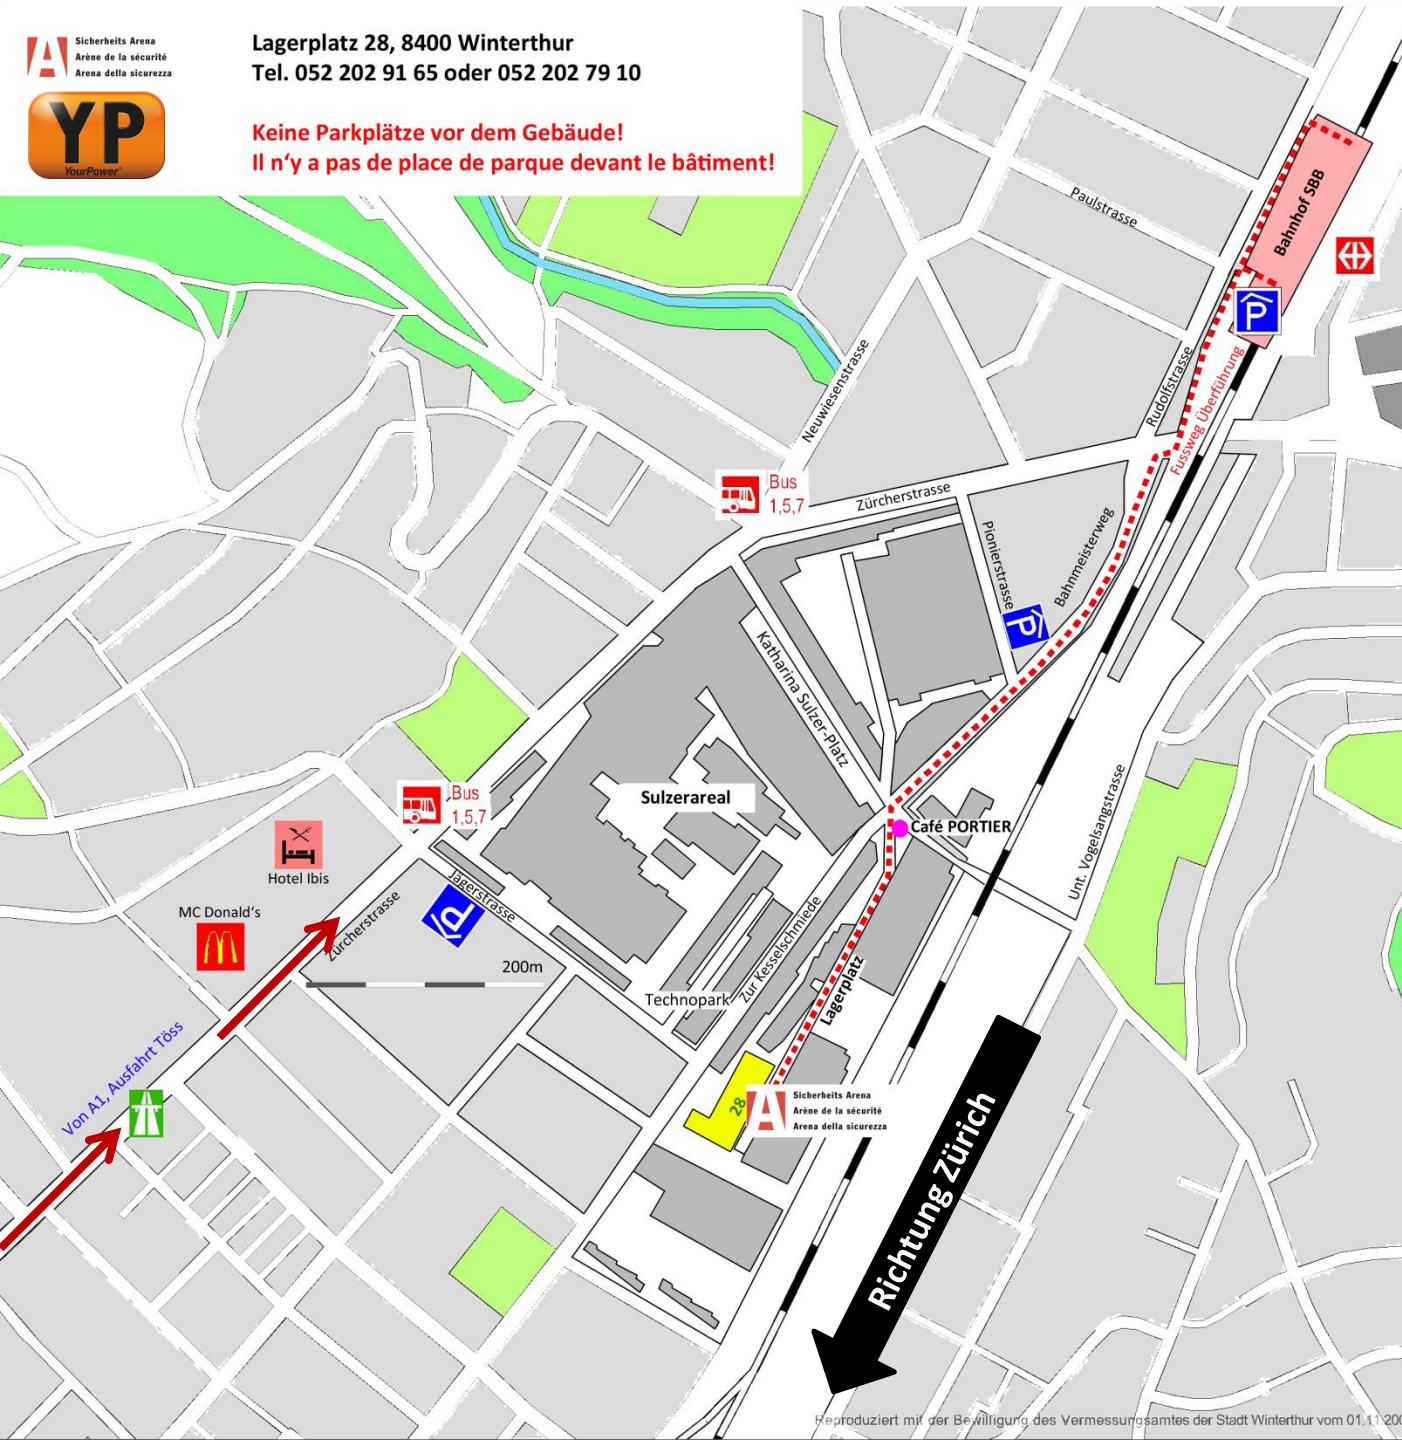 Sicherheits Arena
Arène de la sécurité
Arena della sicurezza
YP
YourPower
Lagerplatz 28, 8400 Winterthur
Tel. 052 202 91 65 oder 052 202 79 10
Keine Parkplätze vor dem Gebäude!
Il n‘y a pas de place de parque devant le bâtiment!
Paulstrasse
Bahnhof SBB
P
Neuwiesenstrasse
Rudolfstrasse
Fussweg Überführung
Bus
1,5,7
Zürcherstrasse
Pionierstrasse
Bahnmeisterweg
P
Katharina Sulzer-Platz
Sulzerareal
Bus
1,5,7
Café PORTIER
Unt. Vogelsangstrasse
Hotel Ibis
Jägerstrasse
P
MC Donald‘s
Zürcherstrasse
200m
Zur Kesselschmiede
Technopark
Lagerplatz
Von A1, Ausfahrt Töss
28
Sicherheits Arena
Arène de la sécurité
Arena della sicurezza
Richtung Zürich
Reproduziert mit der Bewilligung des Vermessungsamtes der Stadt Winterthur vom 01.11.200